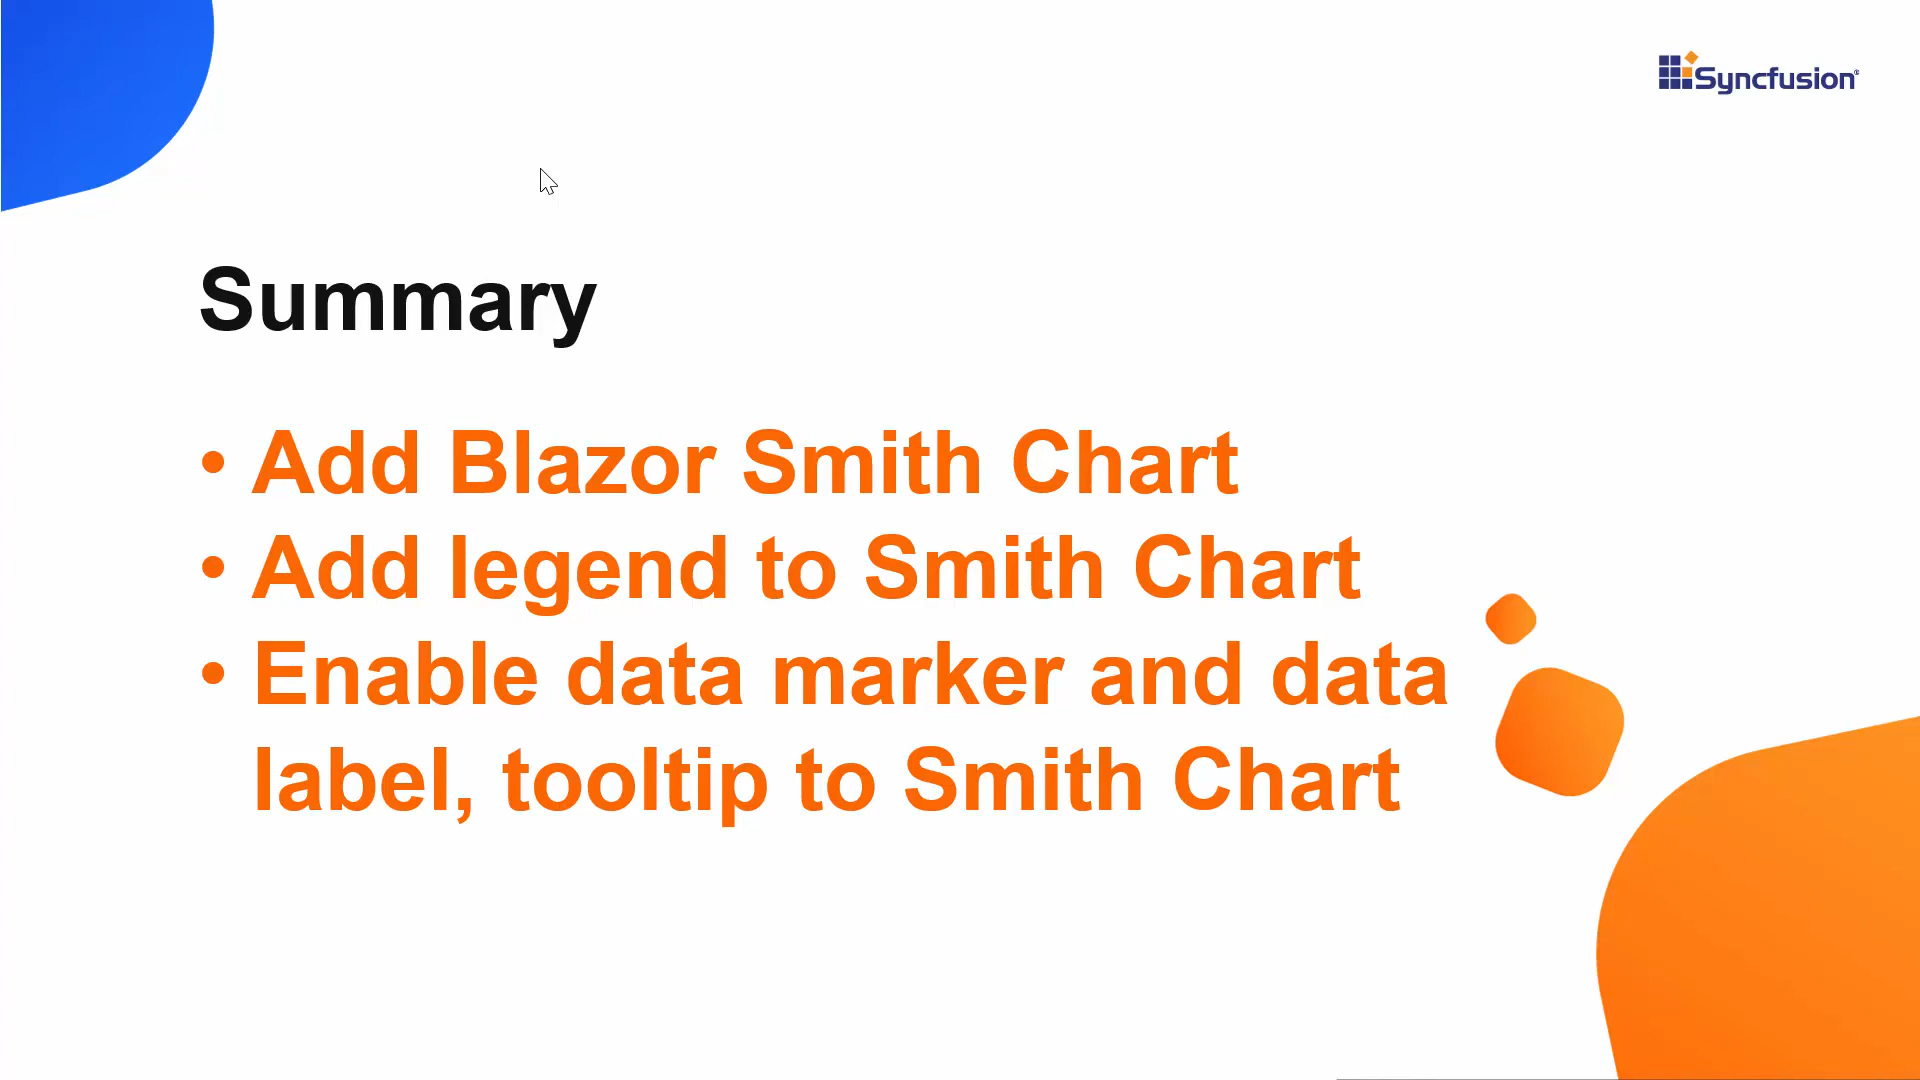 Syncfusion®
Summary
• Add Blazor Smith Chart
• Add legend to Smith Chart
• Enable data marker and data
label, tooltip to Smith Chart